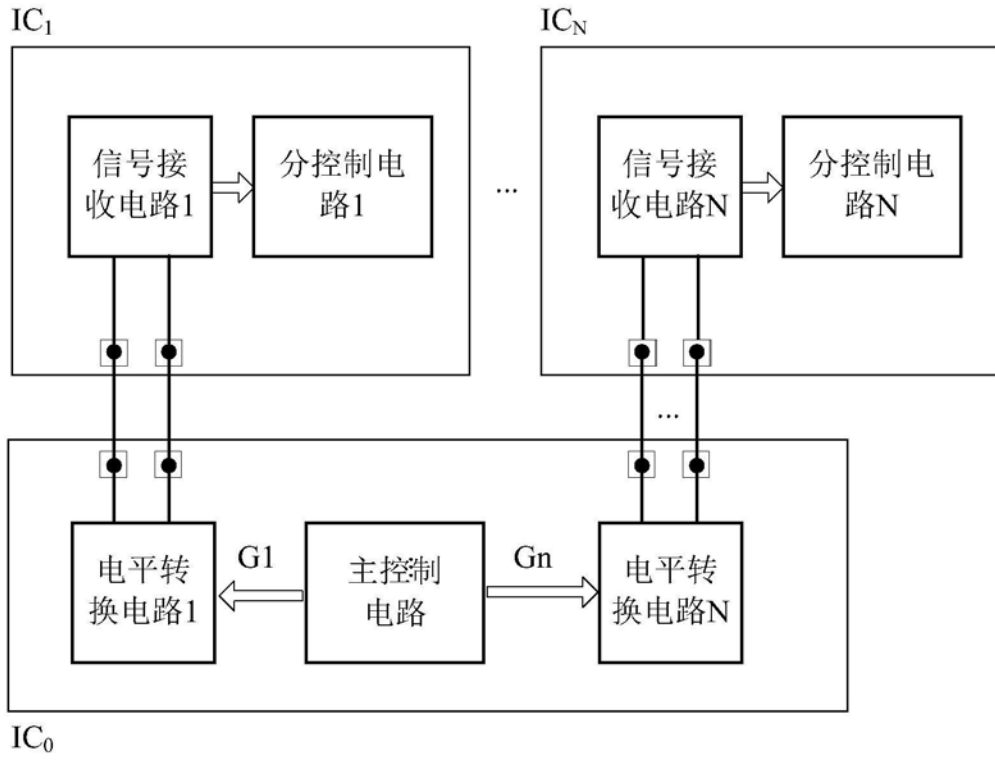 IC₁
IC_N
信号接
收电路1
分控制电
路1
...
信号接
收电路N
分控制电
路N
...
电平转
换电路1
G1
主控制
电路
Gn
电平转
换电路N
IC₀